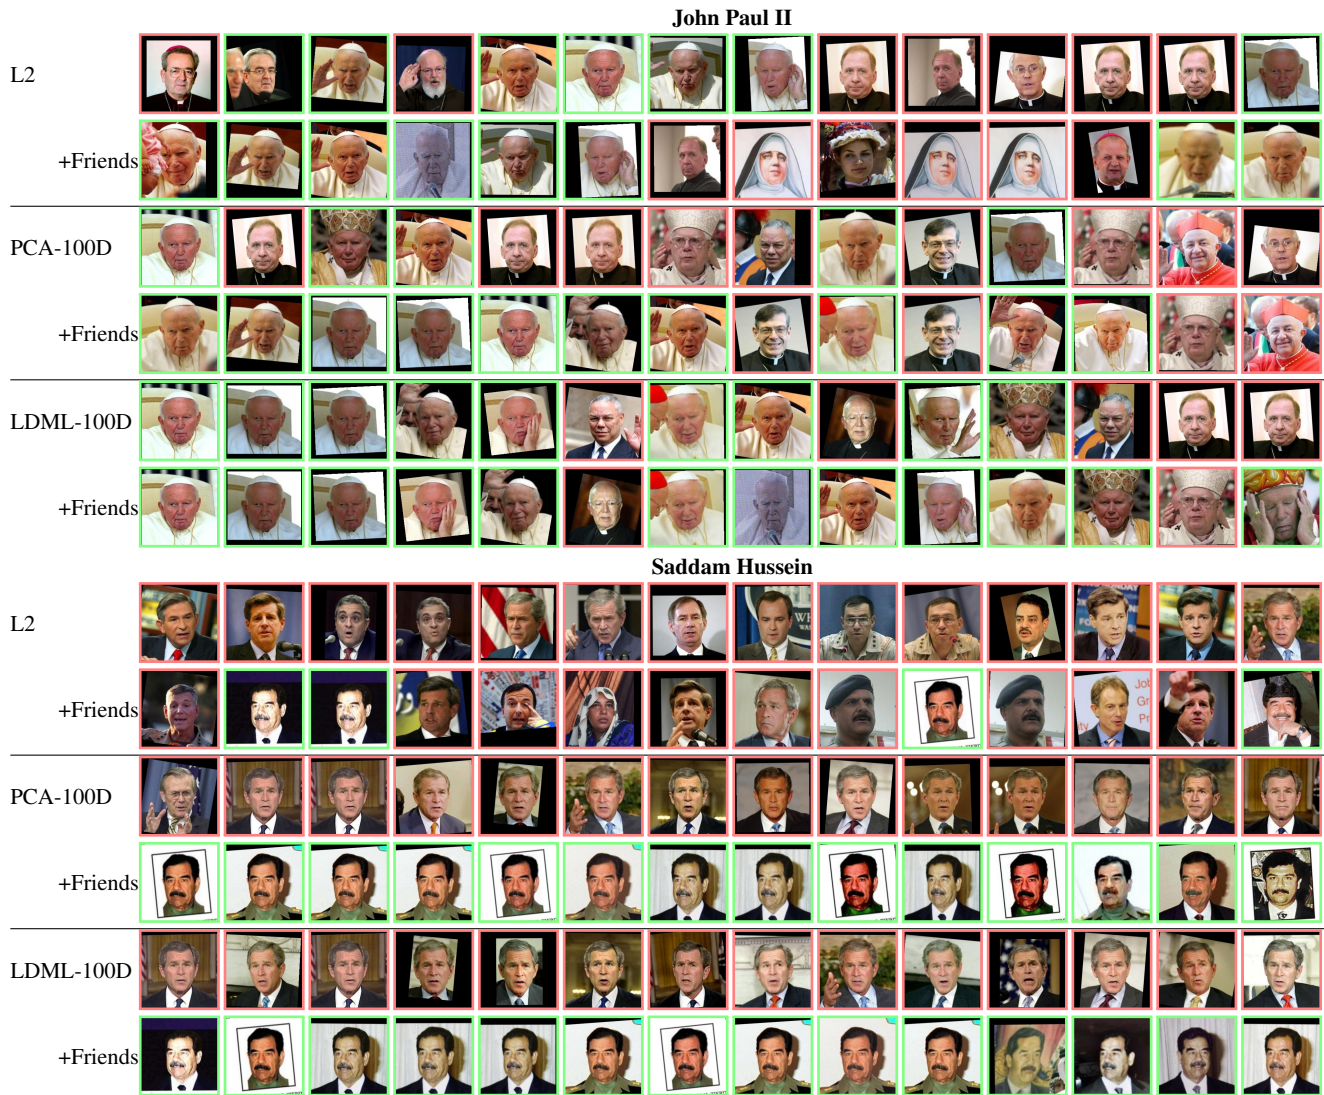 John Paul II
L2
+Friends
PCA-100D
+Friends
LDML-100D
+Friends
Saddam Hussein
L2
+Friends
PCA-100D
+Friends
LDML-100D
+Friends